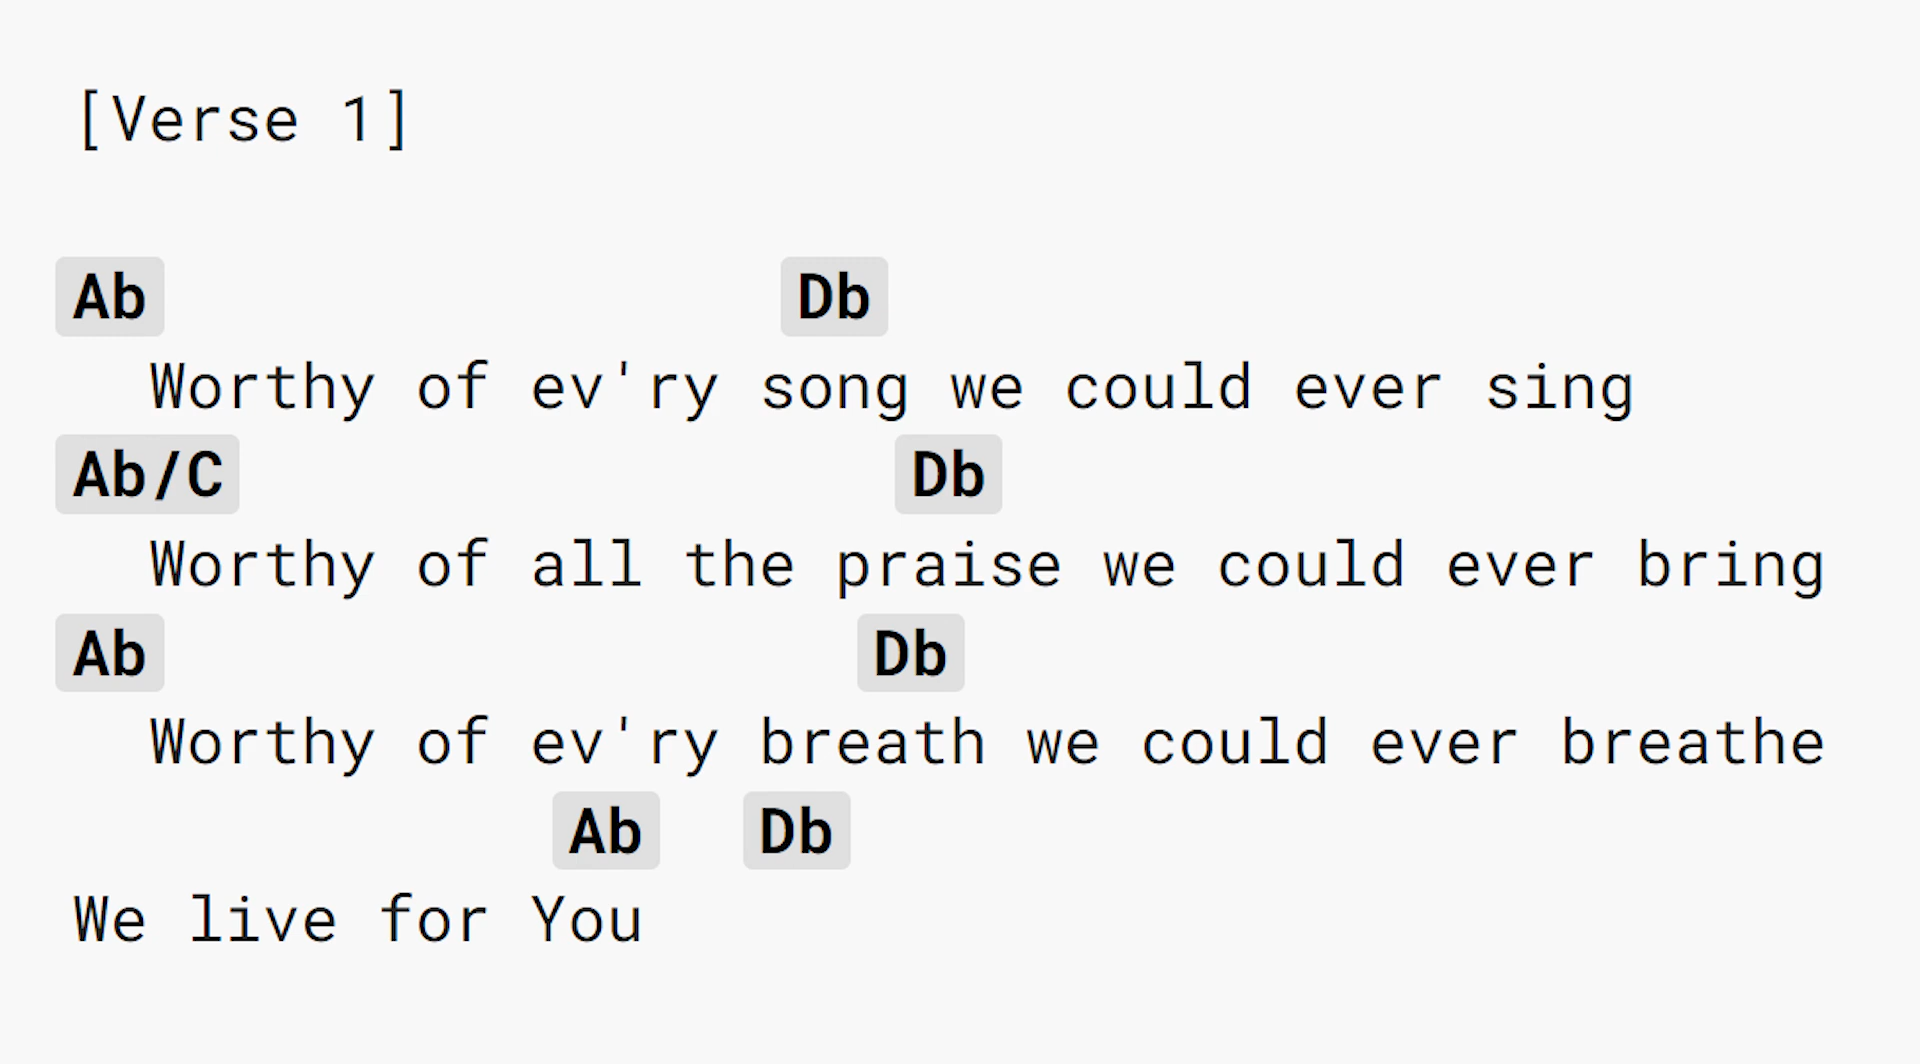 [Verse 1]
Ab                 Db
  Worthy of ev'ry song we could ever sing
Ab/C                  Db
  Worthy of all the praise we could ever bring
Ab                   Db
  Worthy of ev'ry breath we could ever breathe
             Ab   Db
We live for You